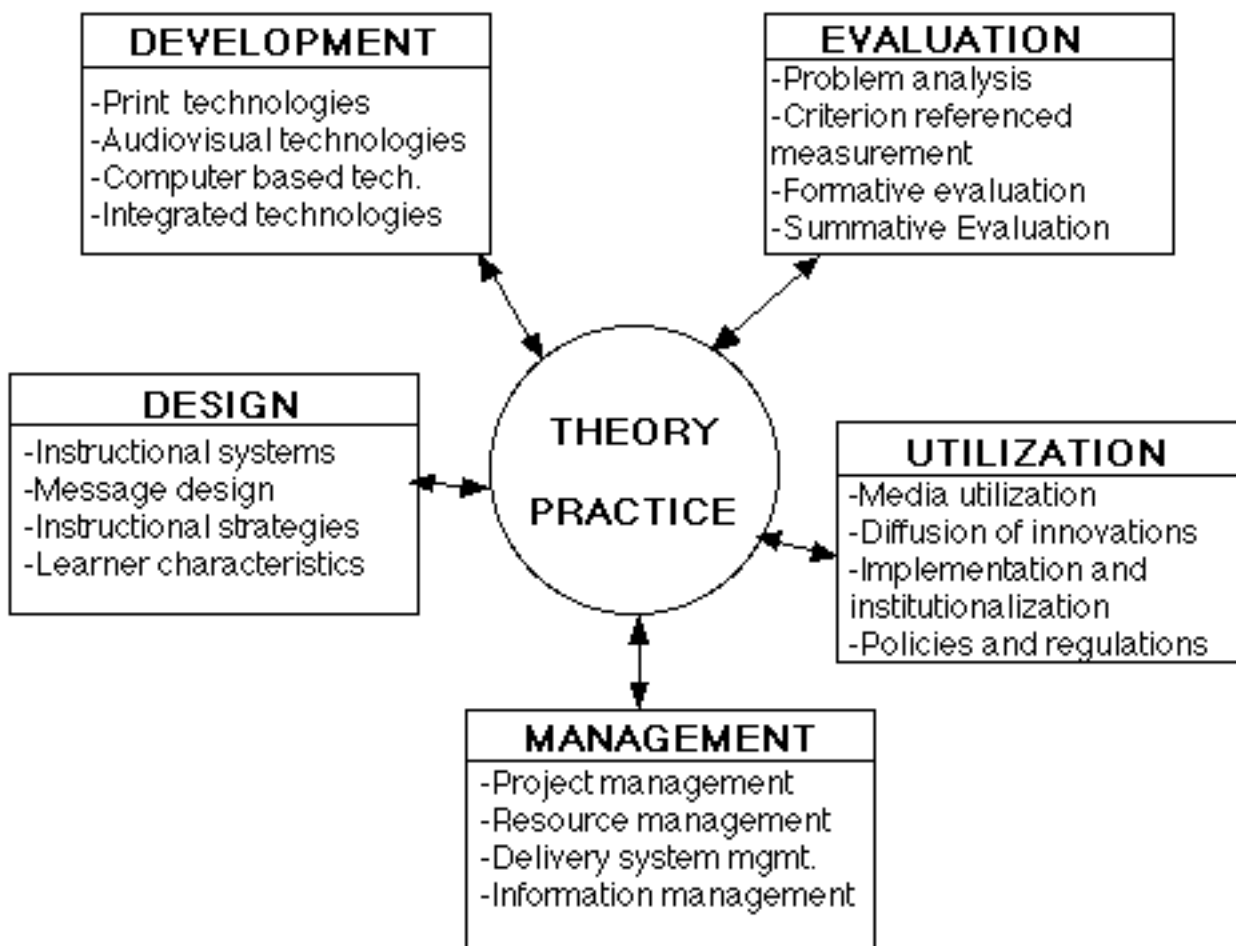 DEVELOPMENT
-Print technologies
-Audiovisual technologies
-Computer based tech.
-Integrated technologies
EVALUATION
-Problem analysis
-Criterion referenced
measurement
-Formative evaluation
-Summative Evaluation
DESIGN
-Instructional systems
-Message design
-Instructional strategies
-Learner characteristics
THEORY
PRACTICE
UTILIZATION
-Media utilization
-Diffusion of innovations
-Implementation and
institutionalization
-Policies and regulations
MANAGEMENT
-Project management
-Resource management
-Delivery system mgmt.
-Information management